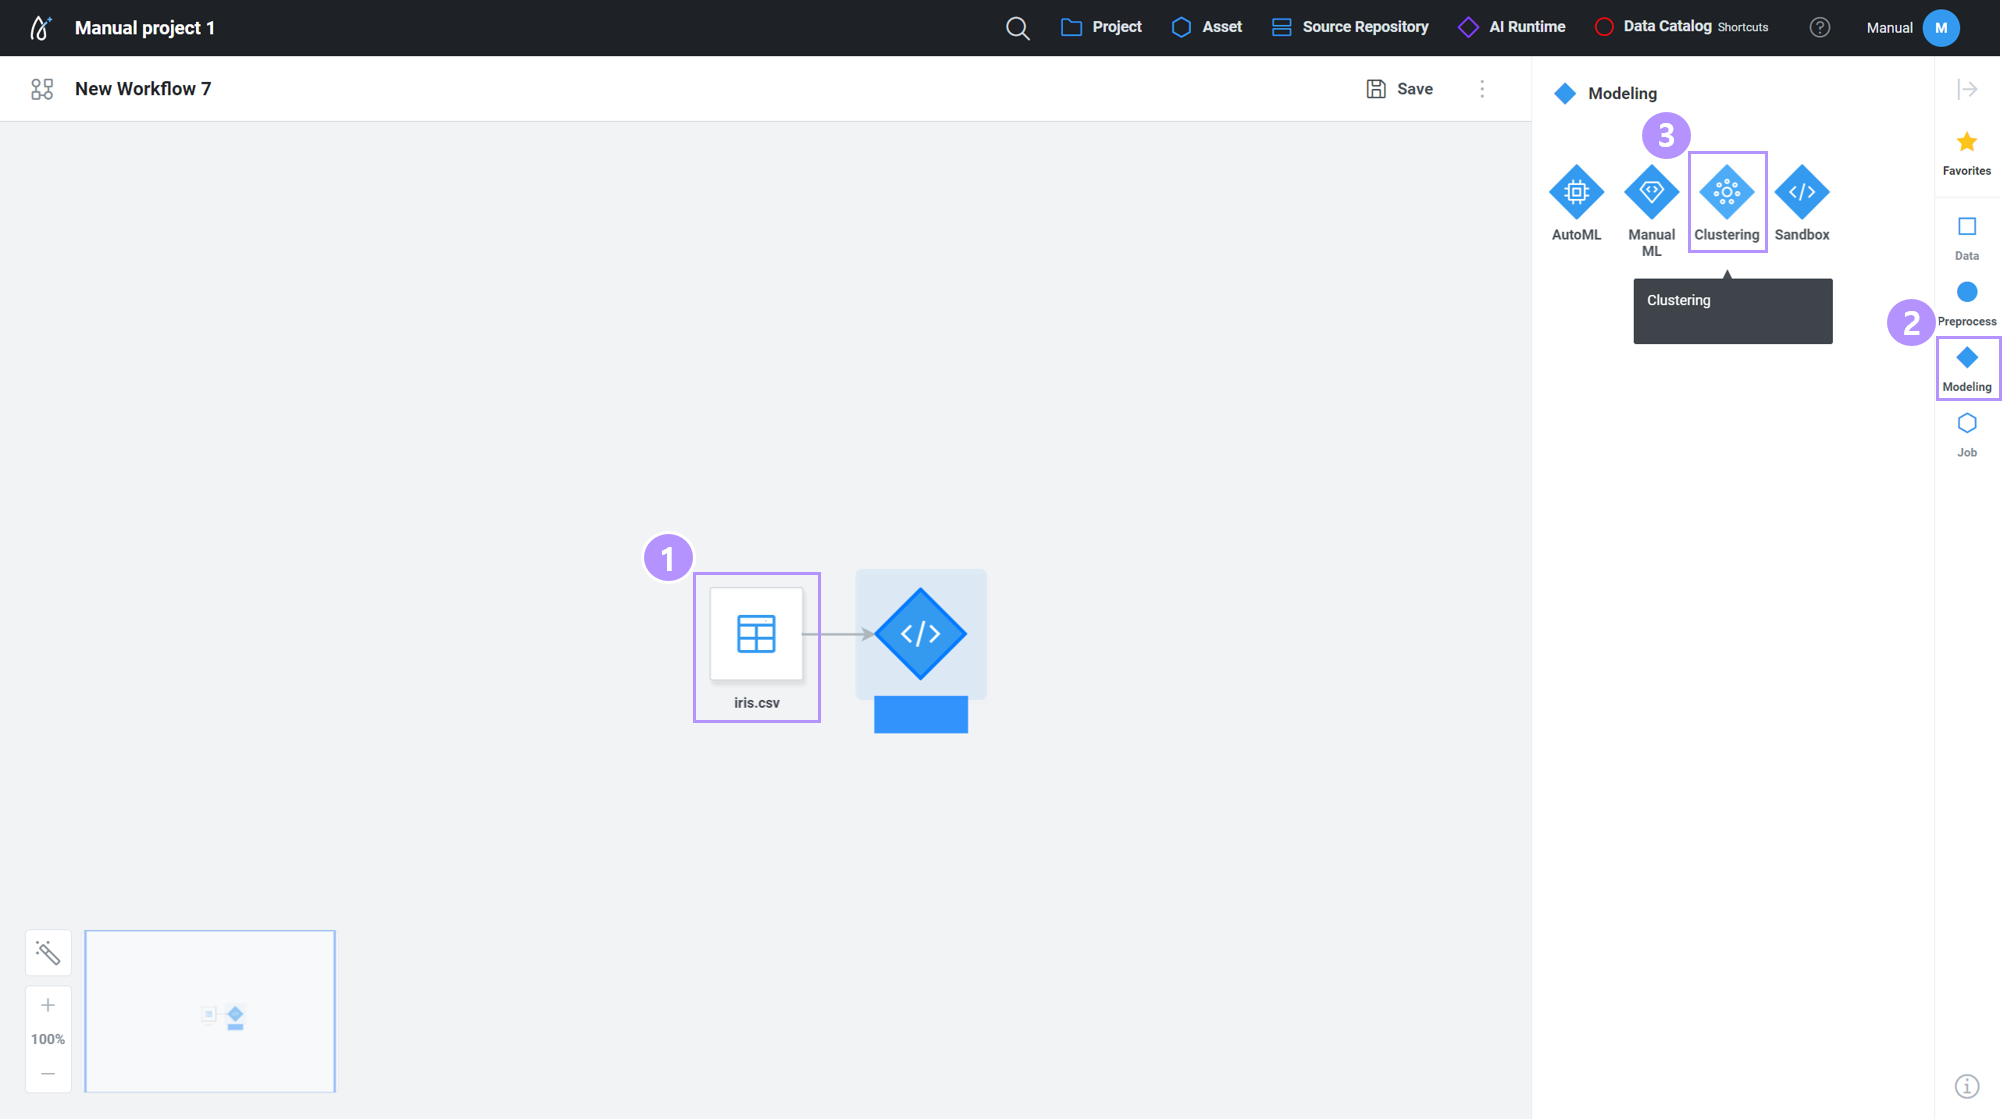 Manual project 1
Project
Asset
Source Repository
AI Runtime
Data Catalog Shortcuts
?
Manual
M
New Workflow 7
Save
Modeling
3
AutoML
Manual
ML
Clustering
Sandbox
Clustering
Favorites
Data
2
Preprocess
Modeling
Job
1
iris.csv
100%